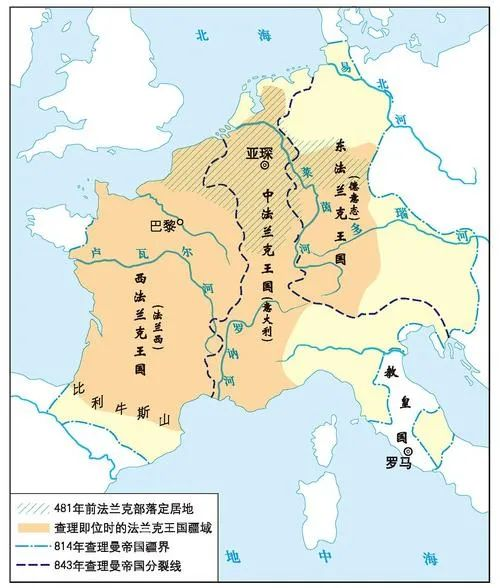 北海
易北河
亚琛
莱茵河
东法兰克王国
(德意志)
多瑙河
中法兰克王国
(意大利)
巴黎
卢瓦尔河
西法兰克王国
(法兰西)
罗讷河
比利牛斯山
教皇国
罗马
地中海
481年前法兰克部落定居地
查理即位时的法兰克王国疆域
814年查理曼帝国疆界
843年查理曼帝国分裂线